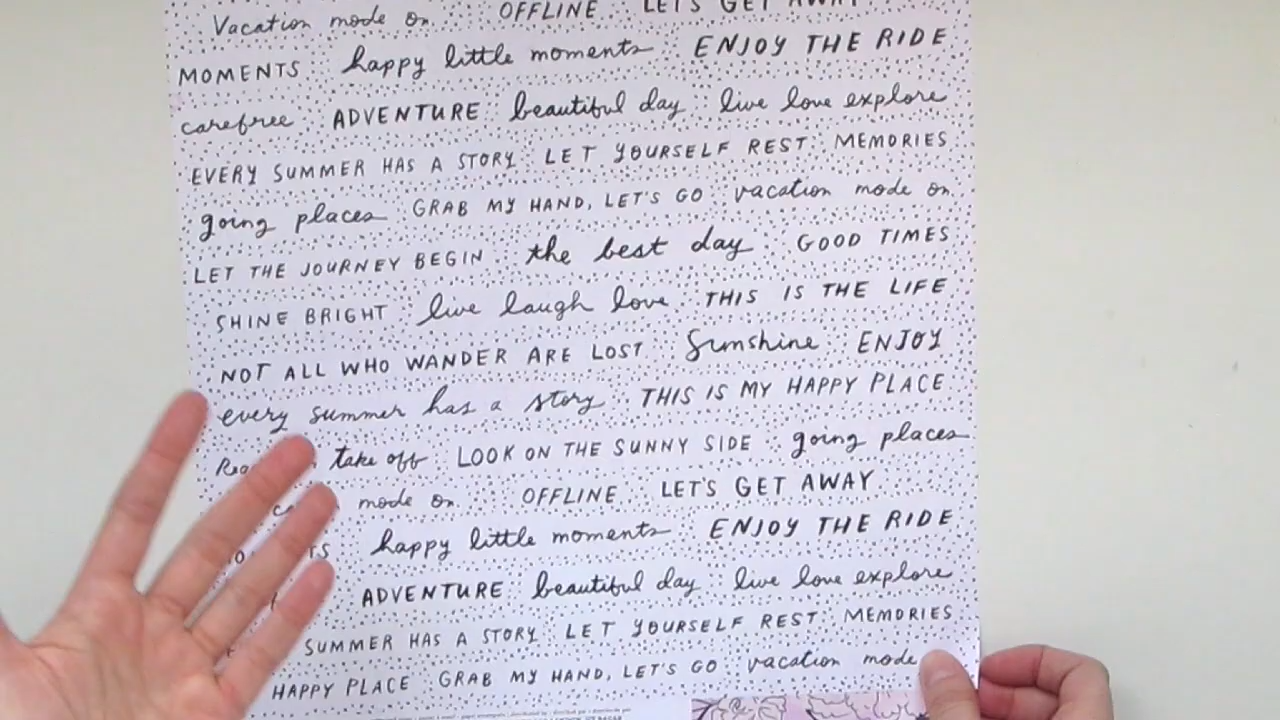 Vacation mode on OFFLINE LET'S GET AWAY
MOMENTS happy little moments ENJOY THE RIDE
carefree ADVENTURE beautiful day live love explore
EVERY SUMMER HAS A STORY LET YOURSELF REST MEMORIES
going places GRAB MY HAND, LET'S GO vacation mode on
LET THE JOURNEY BEGIN the best day GOOD TIMES
SHINE BRIGHT live laugh love THIS IS THE LIFE
NOT ALL WHO WANDER ARE LOST Sunshine ENJOY
every summer has a story THIS IS MY HAPPY PLACE
take off LOOK ON THE SUNNY SIDE going places
mode on OFFLINE LET'S GET AWAY
happy little moments ENJOY THE RIDE
ADVENTURE beautiful day live love explore
SUMMER HAS A STORY LET YOURSELF REST MEMORIES
HAPPY PLACE GRAB MY HAND, LET'S GO vacation mode